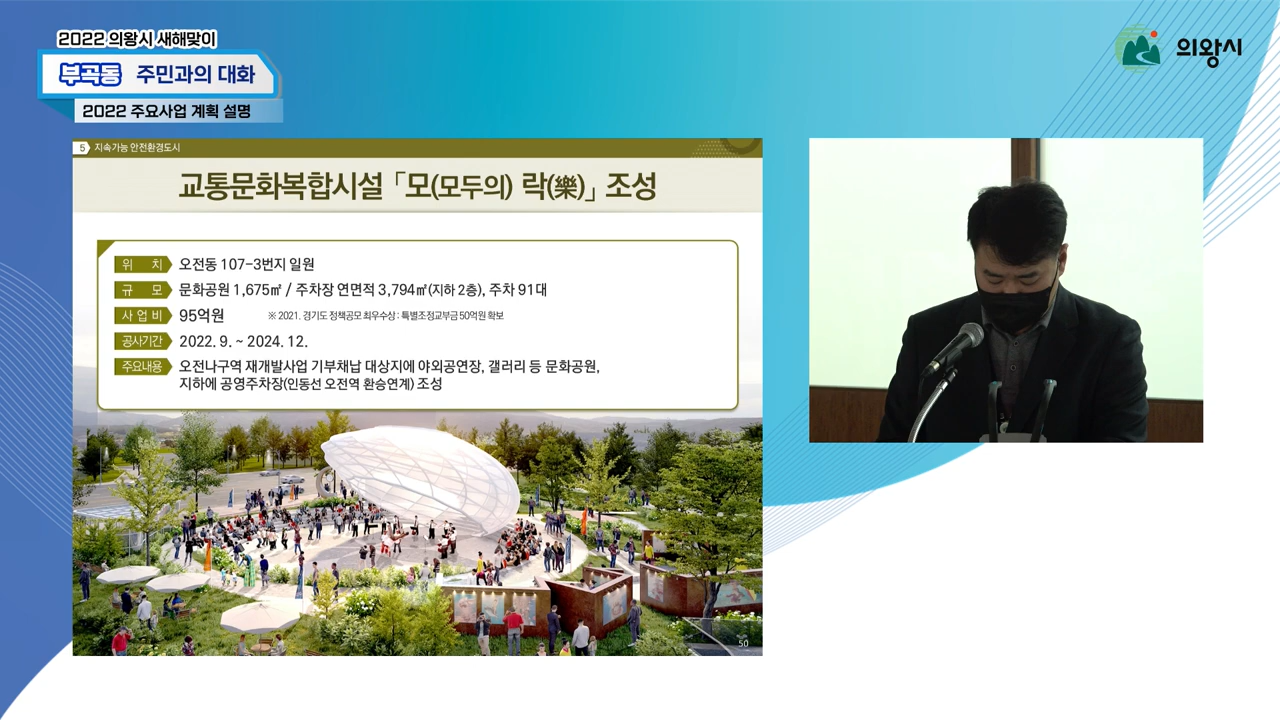 2022 의왕시 새해맞이
부곡동 주민과의 대화
2022 주요사업 계획 설명
의왕시
5 지속가능 안전환경도시
교통문화복합시설 「모(모두의) 락(樂)」 조성
위 치 오전동 107-3번지 일원
규 모 문화공원 1,675㎡ / 주차장 연면적 3,794㎡(지하 2층), 주차 91대
사업비 95억원 ※ 2021. 경기도 정책공모 최우수상 : 특별조정교부금 50억원 확보
공사기간 2022. 9. ~ 2024. 12.
주요내용 오전나구역 재개발사업 기부채납 대상지에 야외공연장, 갤러리 등 문화공원,
지하에 공영주차장(인동선 오전역 환승연계) 조성
50